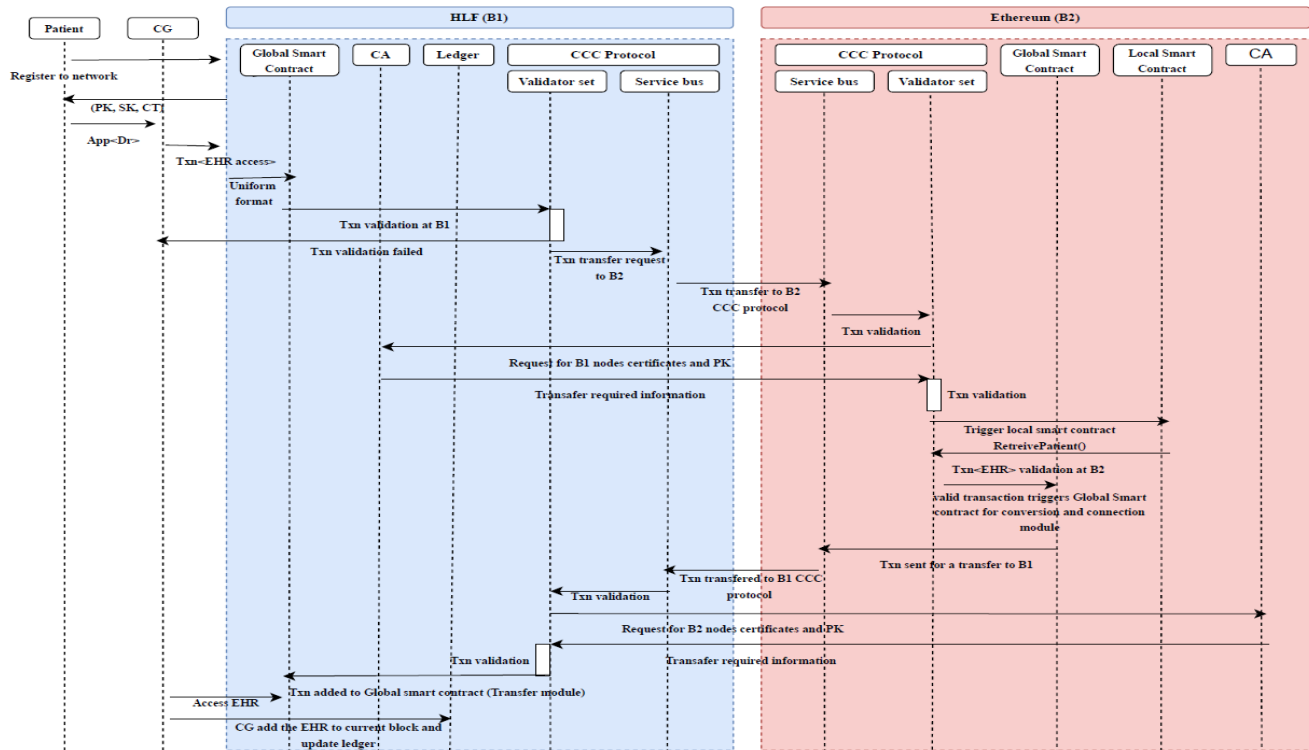 HLF (B1)
Ethereum (B2)
Patient
CG
Global Smart
Contract
CA
Ledger
CCC Protocol
Validator set
Service bus
CCC Protocol
Service bus
Validator set
Global Smart
Contract
Local Smart
Contract
CA
Register to network
(PK, SK, CT)
App<Dr>
Txn<EHR access>
Uniform
format
Txn validation at B1
Txn validation failed
Txn transfer request
to B2
Txn transfer to B2
CCC protocol
Txn validation
Request for B1 nodes certificates and PK
Transafer required information
Txn validation
Trigger local smart contract
RetreivePatient()
Txn<EHR> validation at B2
valid transaction triggers Global Smart
contract for conversion and connection
module
Txn sent for a transfer to B1
Txn transfered to B1 CCC
protocol
Txn validation
Request for B2 nodes certificates and PK
Txn validation
Transafer required information
Txn added to Global smart contract (Transfer module)
Access EHR
CG add the EHR to current block and
update ledger